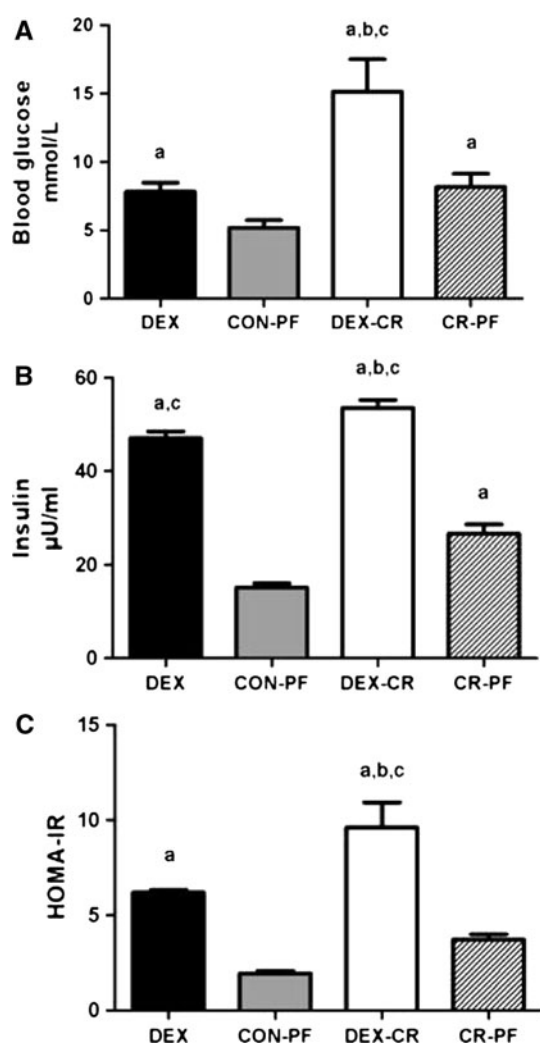 A
Blood glucose
mmol/L
20
15
10
5
0
a
a,b,c
a
DEX CON-PF DEX-CR CR-PF
B
Insulin
µU/ml
60
40
20
0
a,c
a,b,c
a
DEX CON-PF DEX-CR CR-PF
C
HOMA-IR
15
10
5
0
a
a,b,c
DEX CON-PF DEX-CR CR-PF